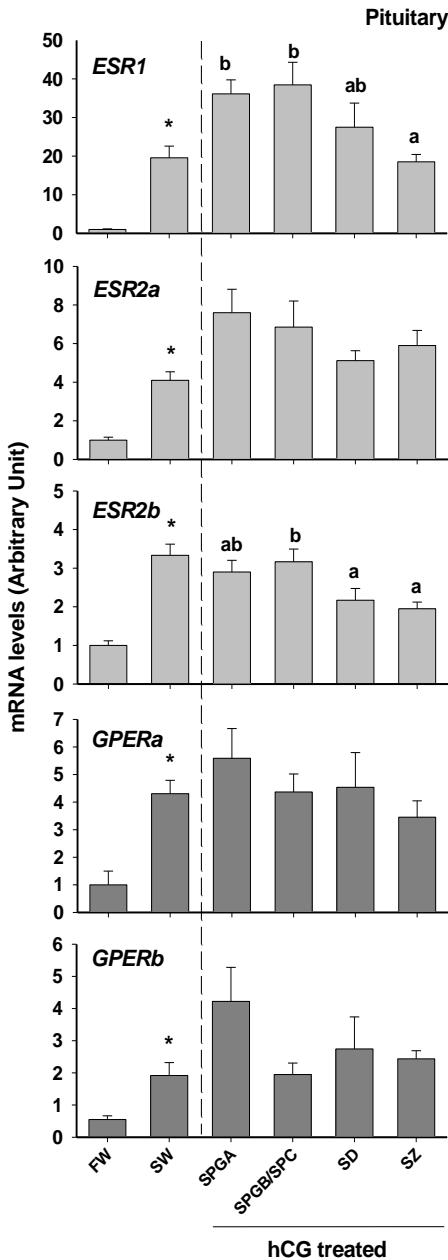 Pituitary
mRNA levels (Arbitrary Unit)
ESR1
50
40
30
20
10
0
*
b
b
ab
a
ESR2a
8
6
4
2
0
*
ESR2b
5
4
3
2
1
0
*
ab
b
a
a
GPERa
7
6
5
4
3
2
1
0
*
GPERb
6
5
4
3
2
1
0
*
FW
SW
SPGA
SPGB/SPC
SD
SZ
hCG treated